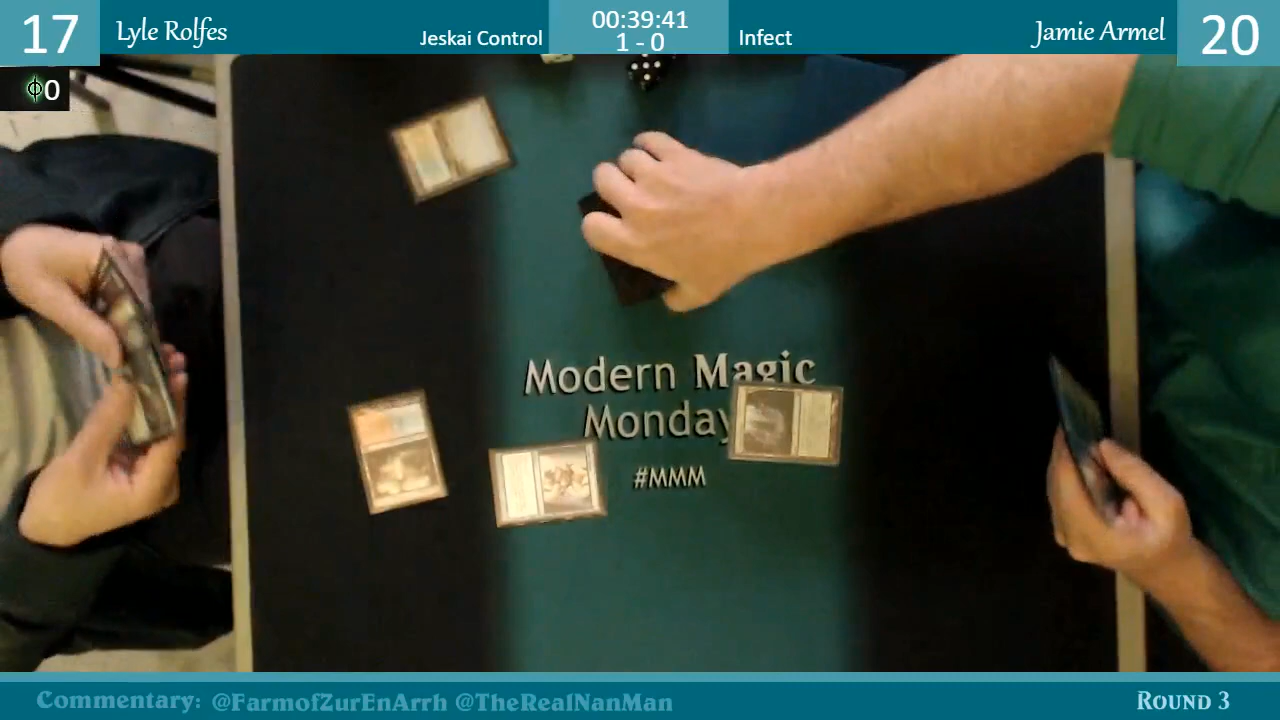 17
Lyle Rolfes
Jeskai Control
00:39:41
1 - 0
Infect
Jamie Armel
20
0
Modern Magic
Monday
#MMM
Commentary: @FarmofZurEnArrh @TheRealNanMan
ROUND 3